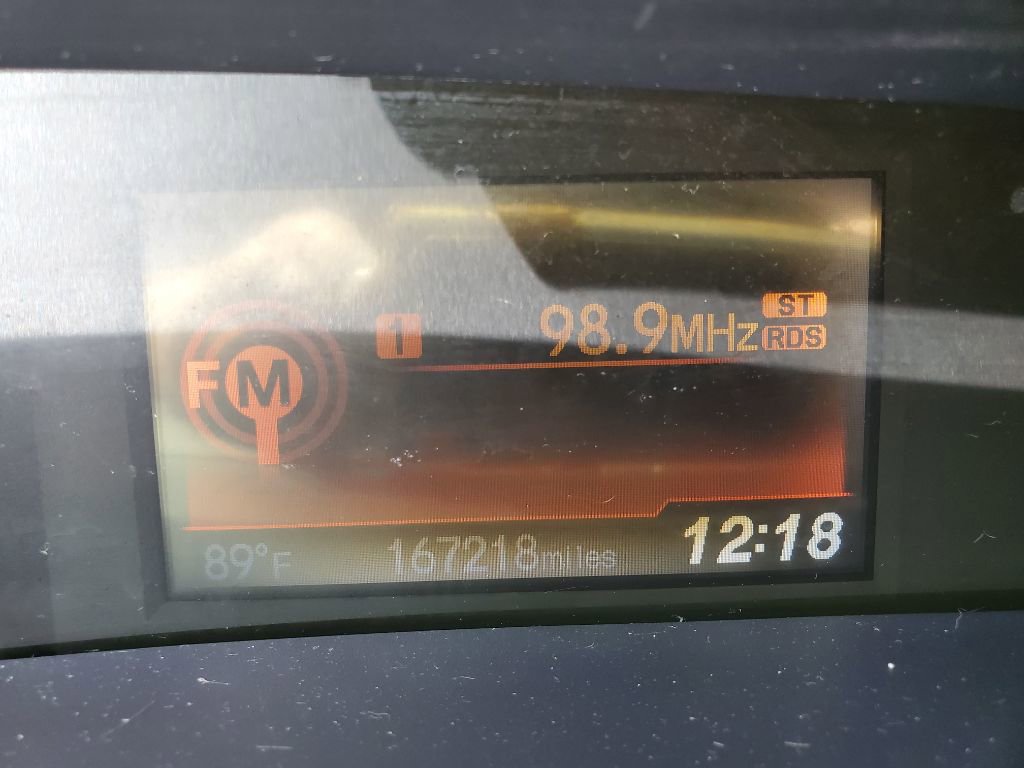 ST
1 98.9MHz RDS
FM
89°F 167218miles 12:18